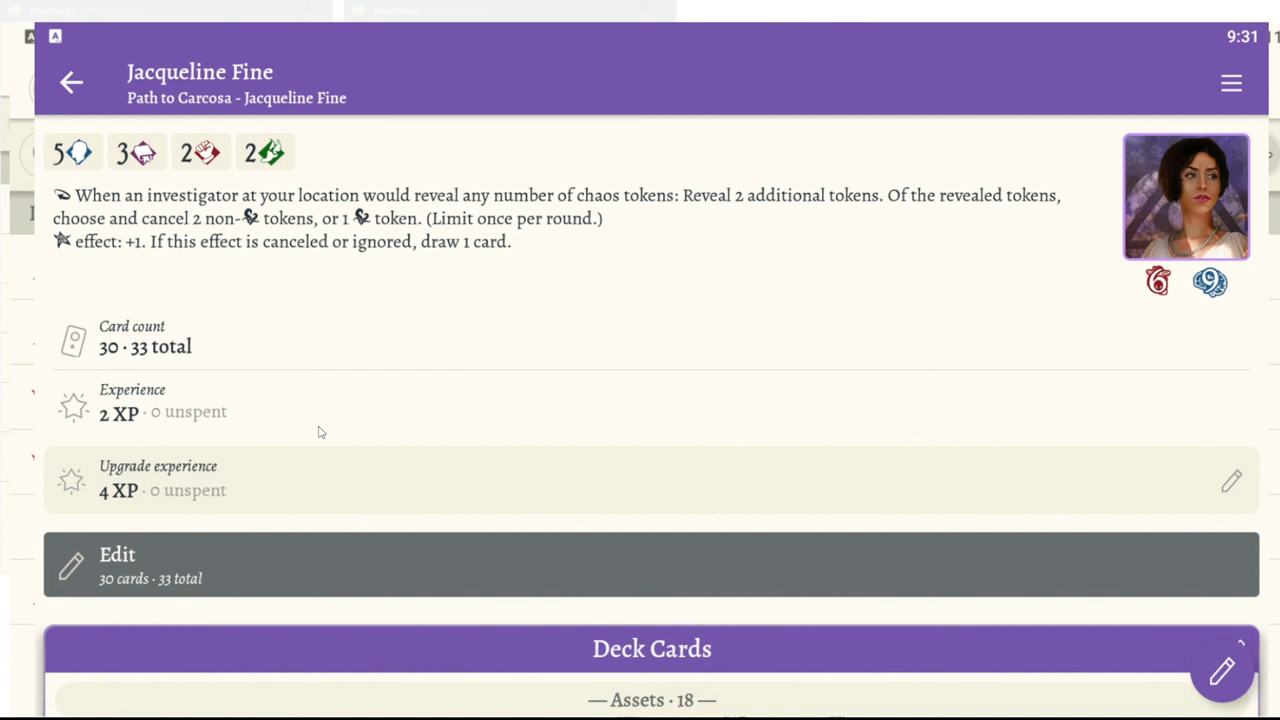 9:31
Jacqueline Fine
Path to Carcosa - Jacqueline Fine
5 3 2 2
When an investigator at your location would reveal any number of chaos tokens: Reveal 2 additional tokens. Of the revealed tokens,
choose and cancel 2 non- tokens, or 1 token. (Limit once per round.)
effect: +1. If this effect is canceled or ignored, draw 1 card.
6 9
Card count
30 · 33 total
Experience
2 XP · 0 unspent
Upgrade experience
4 XP · 0 unspent
Edit
30 cards · 33 total
Deck Cards
— Assets · 18 —